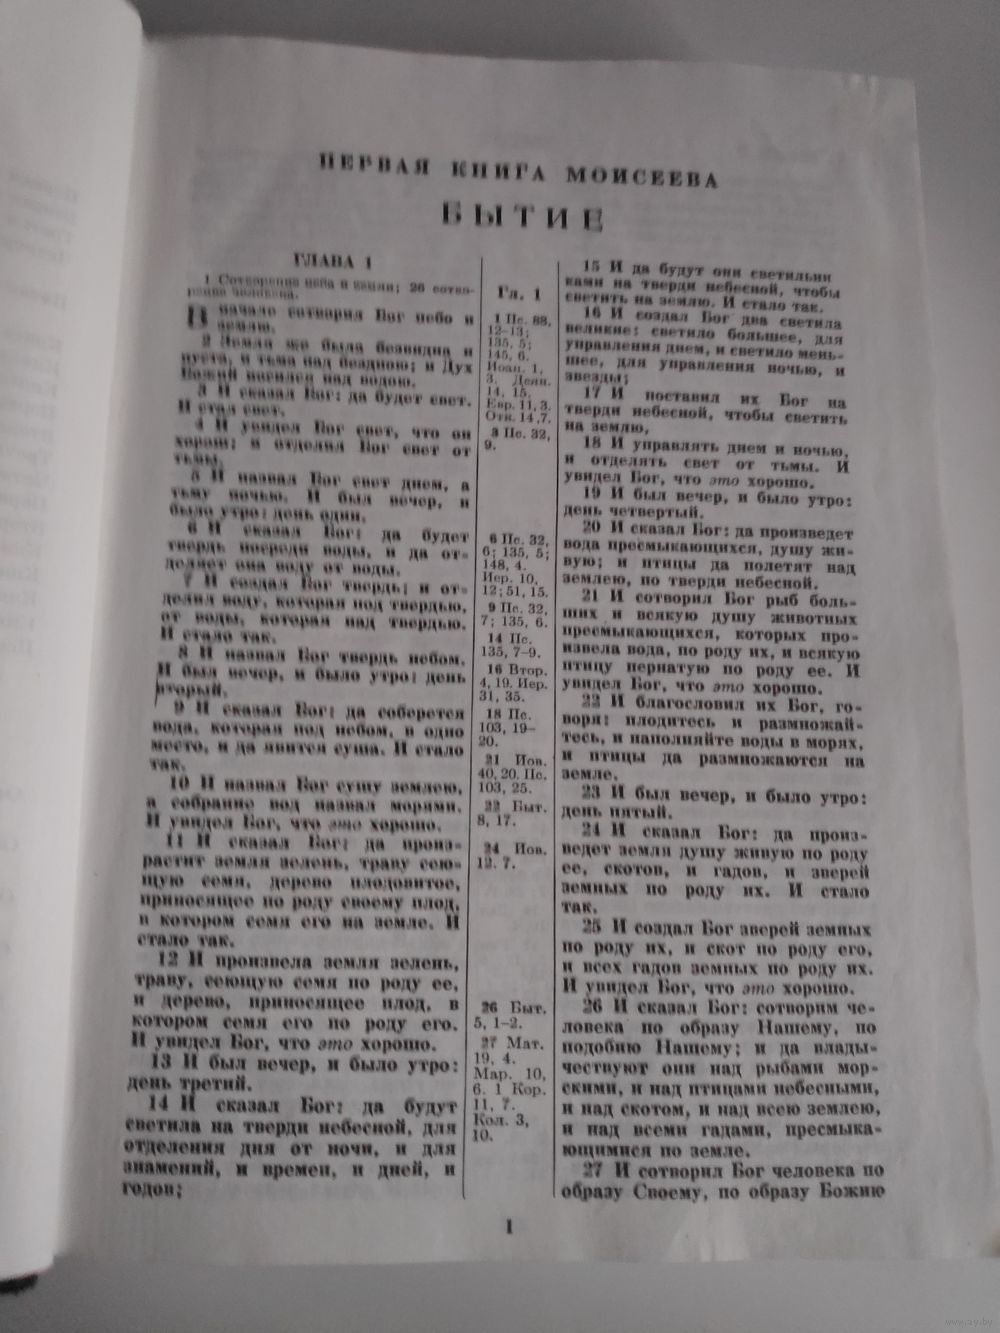 ПЕРВАЯ КНИГА МОИСЕЕВА
БЫТИЕ
ГЛАВА 1
1 Сотворение неба и земли; 26 сотво-
рение человека.
В начале сотворил Бог небо и
землю.
2 Земля же была безвидна и
пуста, и тьма над бездною; и Дух
Божий носился над водою.
3 И сказал Бог: да будет свет.
И стал свет.
4 И увидел Бог свет, что он
хорош; и отделил Бог свет от
тьмы.
5 И назвал Бог свет днем, а
тьму ночью. И был вечер, и
было утро: день один.
6 И сказал Бог: да будет
твердь посреди воды, и да от-
деляет она воду от воды.
7 И создал Бог твердь; и от-
делил воду, которая под твердью,
от воды, которая над твердью.
И стало так.
8 И назвал Бог твердь небом.
И был вечер, и было утро: день
второй.
9 И сказал Бог: да соберется
вода, которая под небом, в одно
место, и да явится суша. И стало
так.
10 И назвал Бог сушу землею,
а собрание вод назвал морями.
И увидел Бог, что это хорошо.
11 И сказал Бог: да произ-
растит земля зелень, траву сею-
щую семя, дерево плодовитое,
приносящее по роду своему плод,
в котором семя его на земле. И
стало так.
12 И произвела земля зелень,
траву, сеющую семя по роду ее,
и дерево, приносящее плод, в
котором семя его по роду его.
И увидел Бог, что это хорошо.
13 И был вечер, и было утро:
день третий.
14 И сказал Бог: да будут
светила на тверди небесной, для
отделения дня от ночи, и для
знамений, и времен, и дней, и
годов;
Гл. 1
1 Пс. 88,
12-13;
135, 5;
145, 6.
Иоан. 1,
3. Деян.
14, 15.
Евр. 11, 3.
Отк. 14,7.
3 Пс. 32,
9.
6 Пс. 32,
6; 135, 5;
148, 4.
Иер. 10,
12; 51, 15.
9 Пс. 32,
7; 135, 6.
14 Пс.
135, 7-9.
16 Втор.
4, 19. Иер.
31, 35.
18 Пс.
103, 19-
20.
21 Иов.
40, 20. Пс.
103, 25.
22 Быт.
8, 17.
24 Иов.
12. 7.
26 Быт.
5, 1-2.
27 Мат.
19, 4.
Мар. 10,
6. 1 Кор.
11, 7.
Кол. 3,
10.
15 И да будут они светильни
ками на тверди небесной, чтобы
светить на землю. И стало так.
16 И создал Бог два светила
великие: светило большее, для
управления днем, и светило мень-
шее, для управления ночью, и
звезды;
17 И поставил их Бог на
тверди небесной, чтобы светить
на землю,
18 И управлять днем и ночью,
и отделять свет от тьмы. И
увидел Бог, что это хорошо.
19 И был вечер, и было утро:
день четвертый.
20 И сказал Бог: да произведет
вода пресмыкающихся, душу жи-
вую; и птицы да полетят над
землею, по тверди небесной.
21 И сотворил Бог рыб боль-
ших и всякую душу животных
пресмыкающихся, которых про-
извела вода, по роду их, и всякую
птицу пернатую по роду ее. И
увидел Бог, что это хорошо.
22 И благословил их Бог, го-
воря: плодитесь и размножай-
тесь, и наполняйте воды в морях,
и птицы да размножаются на
земле.
23 И был вечер, и было утро:
день пятый.
24 И сказал Бог: да произ-
ведет земля душу живую по роду
ее, скотов, и гадов, и зверей
земных по роду их. И стало
так.
25 И создал Бог зверей земных
по роду их, и скот по роду его,
и всех гадов земных по роду их.
И увидел Бог, что это хорошо.
26 И сказал Бог: сотворим че-
ловека по образу Нашему, по
подобию Нашему; и да влады-
чествуют они над рыбами мор-
скими, и над птицами небесными,
и над скотом, и над всею землею,
и над всеми гадами, пресмыка-
ющимися по земле.
27 И сотворил Бог человека по
образу Своему, по образу Божию
1
www.ay.by